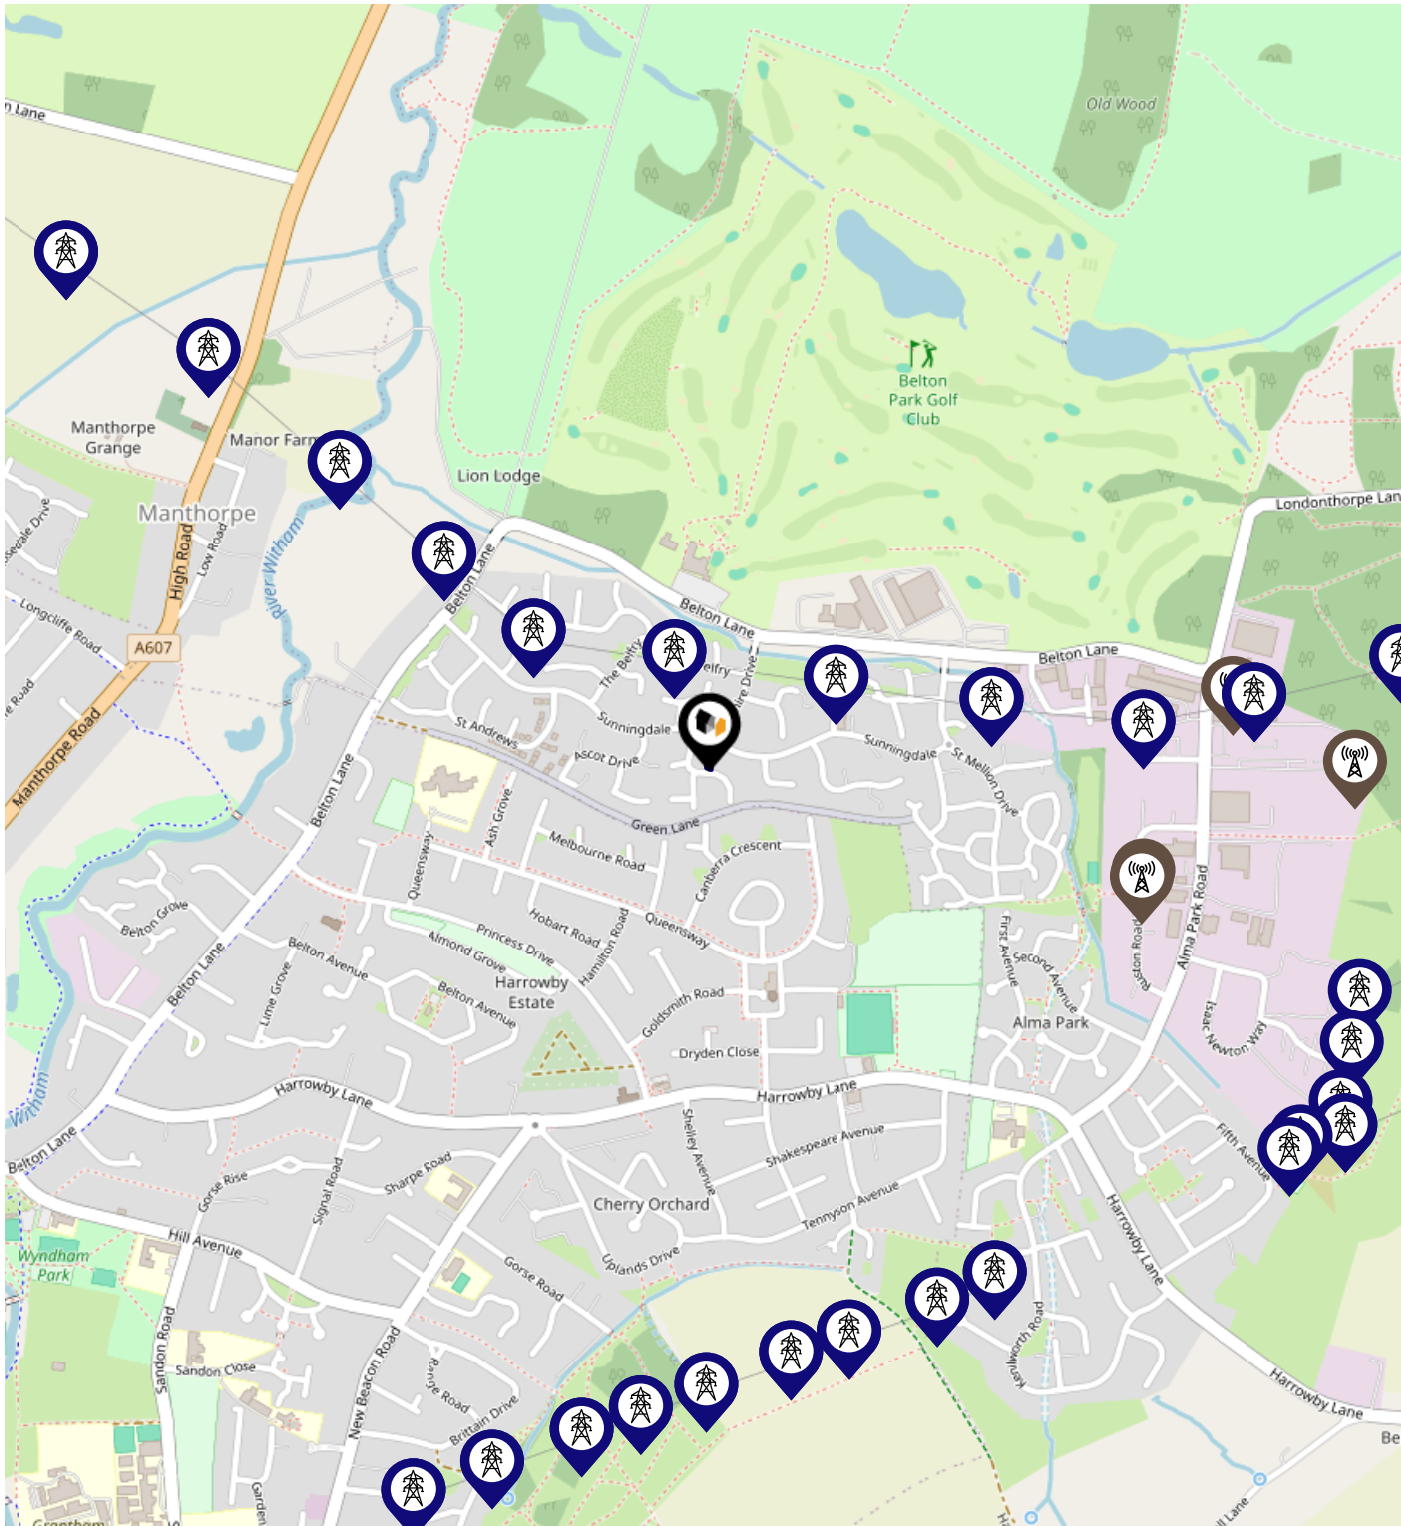 Old Wood
Belton
Park Golf
Club
Manthorpe
Grange
Manor Farm
Lion Lodge
Manthorpe
High Road
Low Road
River Witham
Belton Lane
Londonthorpe Lan
Longcliffe Road
A607
Belton Lane
Belton Lane
The Belfry
Manthorpe Road
St Andrews
Sunningdale
Ascot Drive
Sunningdale
St Mellion Drive
Belton Lane
Green Lane
Ash Grove
Melbourne Road
Queensway
Canberra Crescent
Alma Park Road
Belton Grove
Belton Lane
Belton Avenue
Almond Grove
Princess Drive
Hobart Road
Hamilton Road
Queensway
First Avenue
Second Avenue
Lime Grove
Belton Avenue
Harrowby
Estate
Goldsmith Road
Alma Park
Isaac Newton Way
Dryden Close
Witham
Harrowby Lane
Harrowby Lane
Belton Lane
Gorse Rise
Signal Road
Sharpe Road
Shelley Avenue
Shakespeare Avenue
Fifth Avenue
Cherry Orchard
Tennyson Avenue
Harrowby Lane
Wyndham
Park
Hill Avenue
Uplands Drive
Gorse Road
Sandon Road
Sandon Close
New Beacon Road
Range Road
Brittain Drive
Kenilworth Road
Harrowby Lane
Be
Garden
Grantham